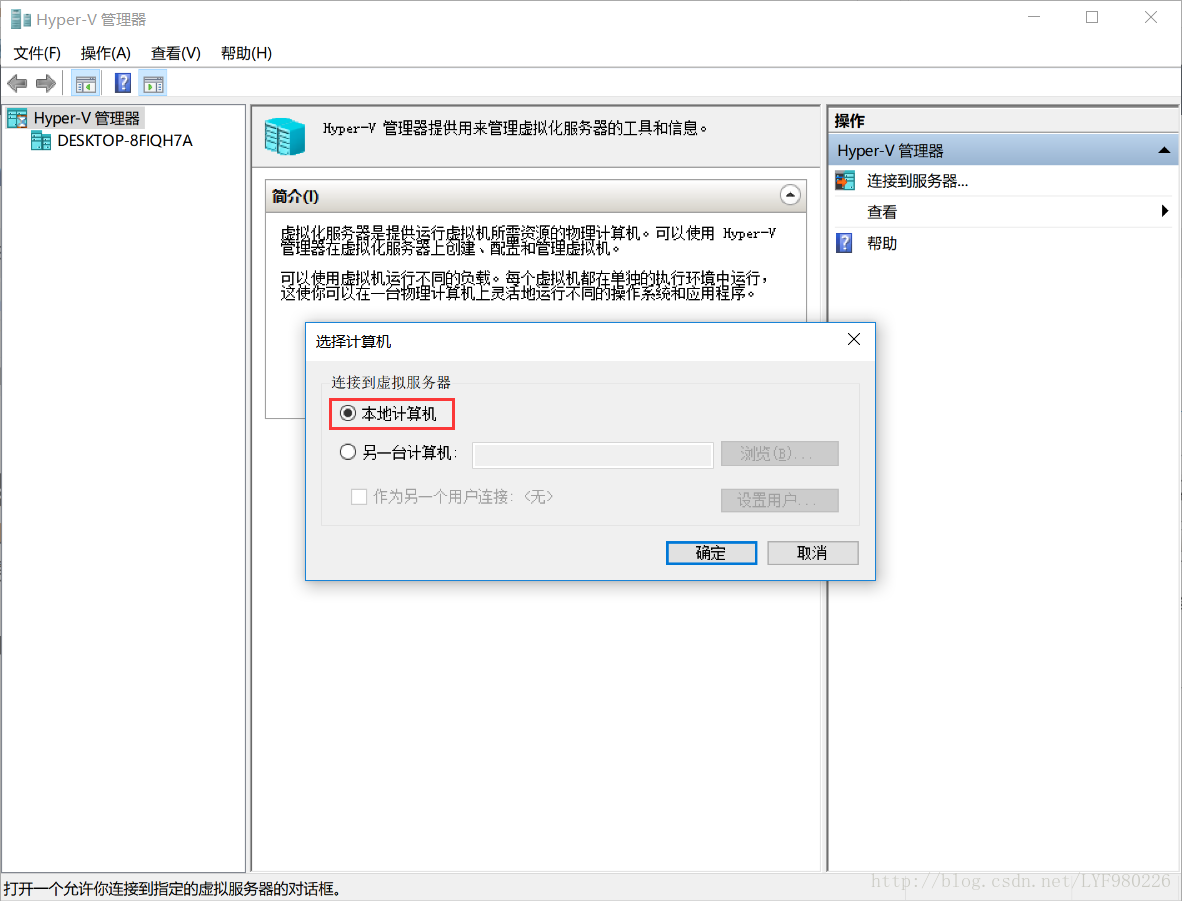 Hyper-V 管理器
文件(F) 操作(A) 查看(V) 帮助(H)
Hyper-V 管理器
DESKTOP-8FIQH7A
Hyper-V 管理器提供用来管理虚拟化服务器的工具和信息。
简介(I)
虚拟化服务器是提供运行虚拟机所需资源的物理计算机。可以使用 Hyper-V
管理器在虚拟化服务器上创建、配置和管理虚拟机。
可以使用虚拟机运行不同的负载。每个虚拟机都在单独的执行环境中运行，
这使你可以在一台物理计算机上灵活地运行不同的操作系统和应用程序。
操作
Hyper-V 管理器
连接到服务器...
查看
帮助
选择计算机
连接到虚拟服务器
本地计算机
另一台计算机:
浏览(B)...
作为另一个用户连接: <无>
设置用户...
确定
取消
打开一个允许你连接到指定的虚拟服务器的对话框。
http://blog.csdn.net/LYF980226